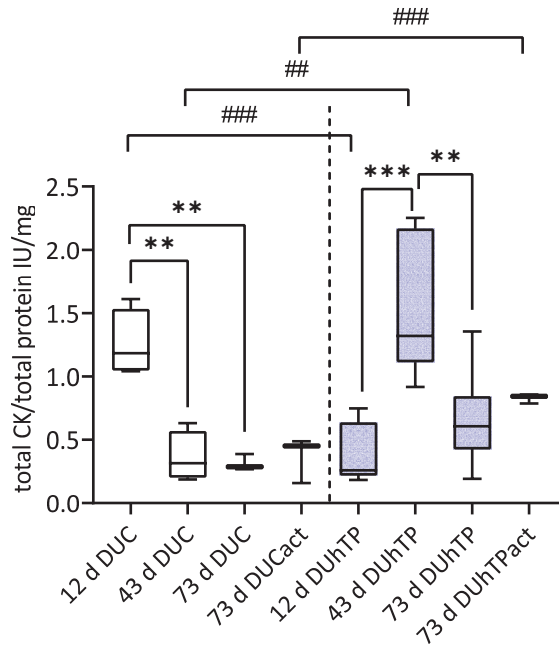 ###
##
###
**
***
**
**
total CK/total protein IU/mg
2.5
2.0
1.5
1.0
0.5
0.0
12 d DUC
43 d DUC
73 d DUC
73 d DUCact
12 d DUhTP
43 d DUhTP
73 d DUhTP
73 d DUhTPact